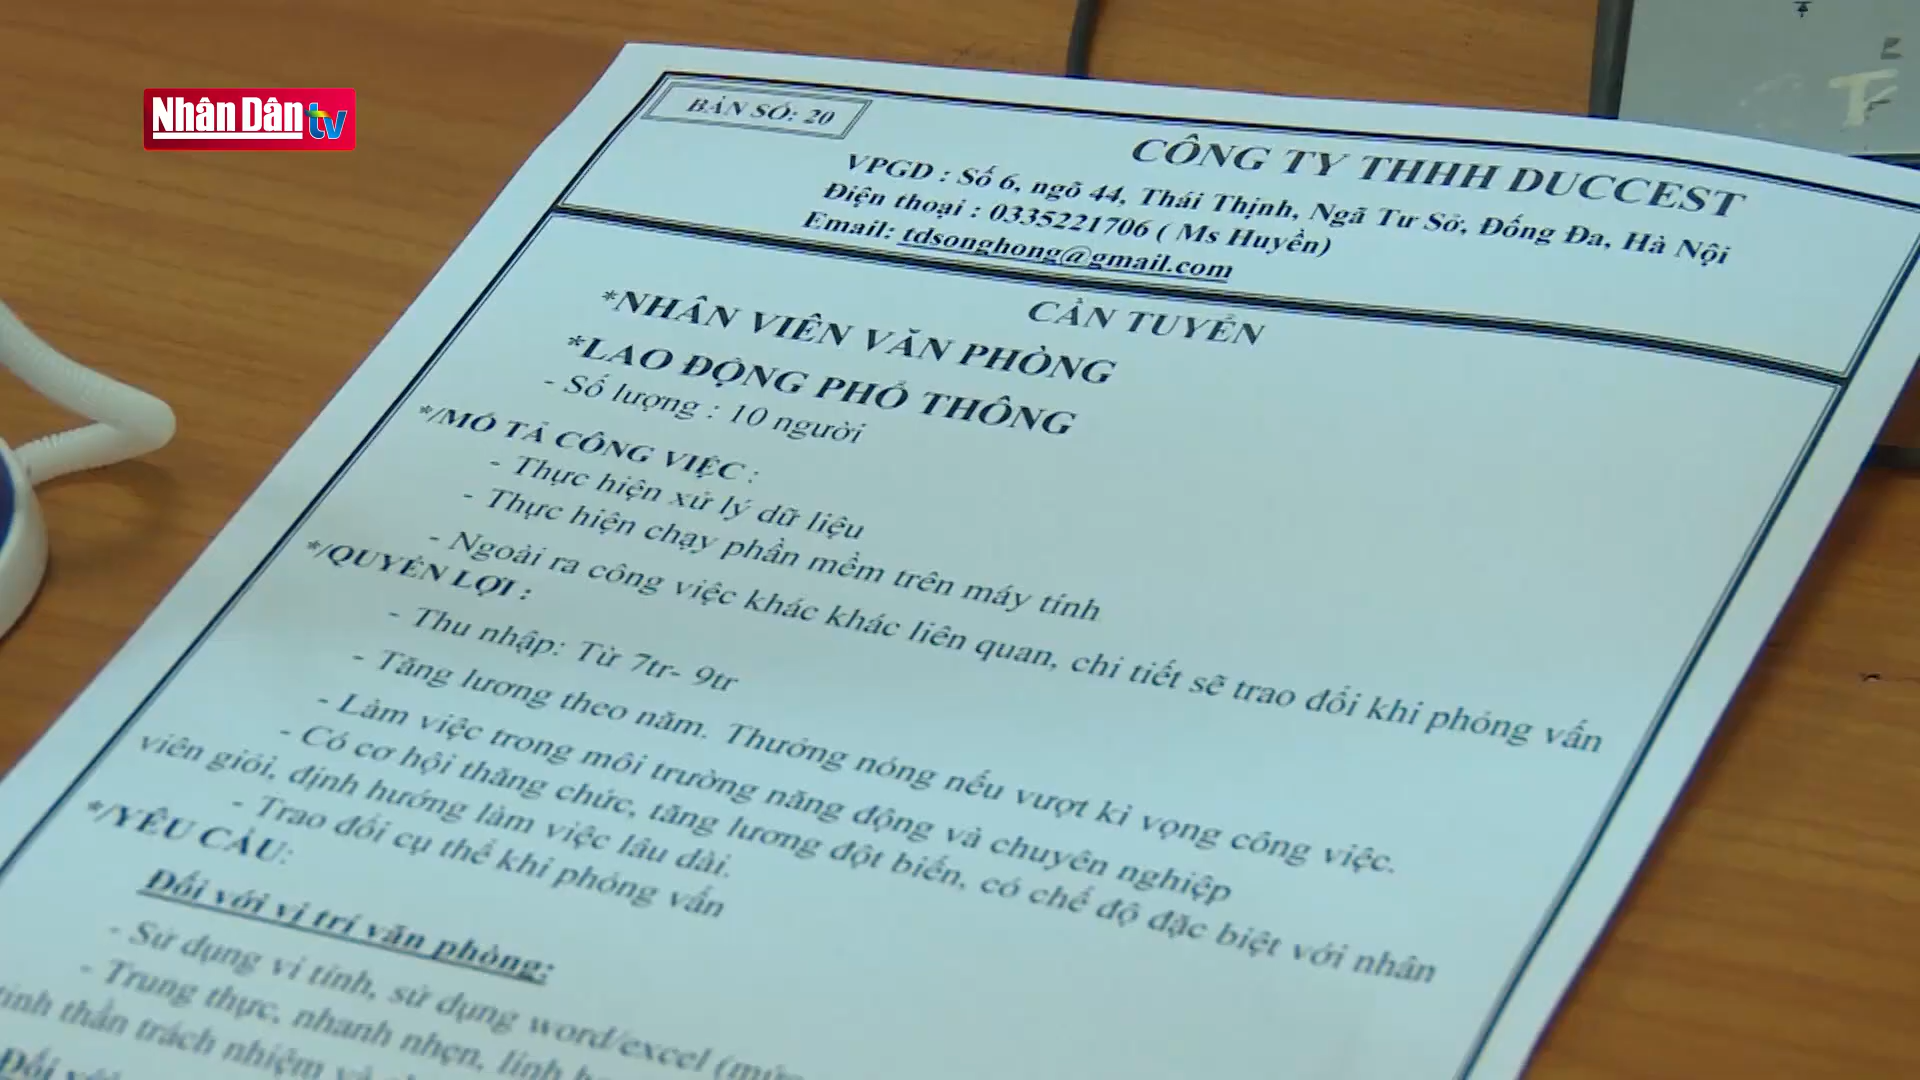 Nhân Dân tv
BẢN SỐ: 20
CÔNG TY THHH DUCCEST
VPGD : Số 6, ngõ 44, Thái Thịnh, Ngã Tư Sở, Đống Đa, Hà Nội
Điện thoại : 0335221706 ( Ms Huyền)
Email: tdsonghong@gmail.com
CẦN TUYỂN
*NHÂN VIÊN VĂN PHÒNG
*LAO ĐỘNG PHỔ THÔNG
- Số lượng : 10 người
*/MÔ TẢ CÔNG VIỆC :
- Thực hiện xử lý dữ liệu
- Thực hiện chạy phần mềm trên máy tính
- Ngoài ra công việc khác khác liên quan, chi tiết sẽ trao đổi khi phỏng vấn
*/QUYỀN LỢI :
- Thu nhập: Từ 7tr- 9tr
- Tăng lương theo năm. Thưởng nóng nếu vượt kì vọng công việc.
- Làm việc trong môi trường năng động và chuyên nghiệp
- Có cơ hội thăng chức, tăng lương đột biến, có chế độ đặc biệt với nhân
viên giỏi, định hướng làm việc lâu dài.
- Trao đổi cụ thể khi phỏng vấn
*/YÊU CẦU:
Đối với vị trí văn phòng:
- Sử dụng vi tính, sử dụng word/excel (mức
- Trung thực, nhanh nhẹn, linh
tinh thần trách nhiệm và
Đối với